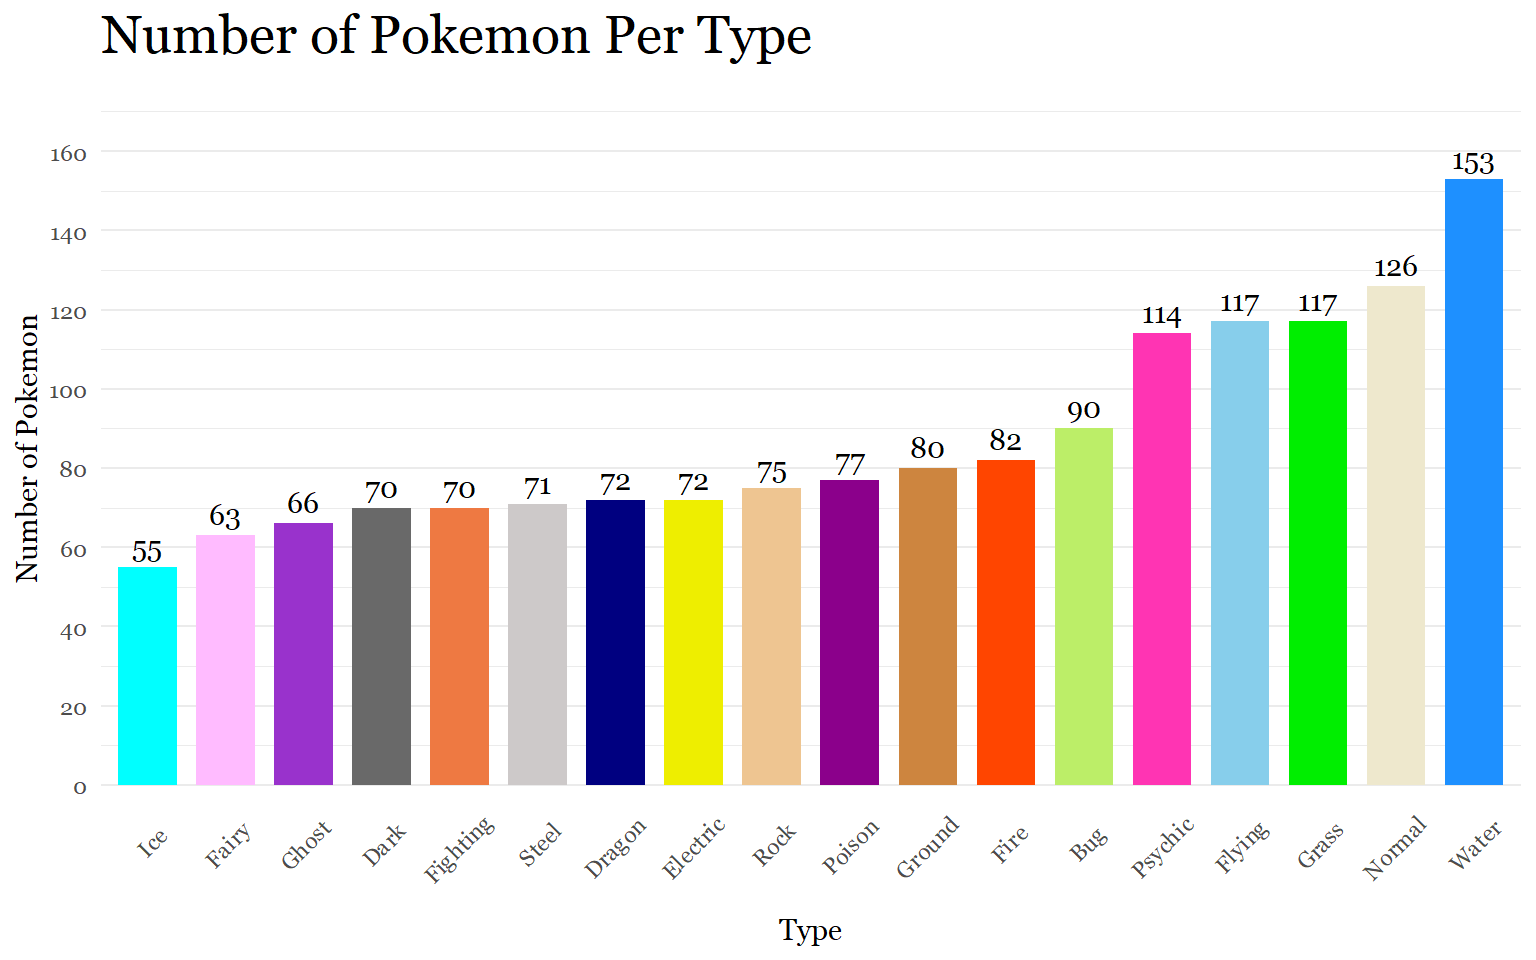 Number of Pokemon Per Type
Number of Pokemon
160
140
120
100
80
60
40
20
0
55
63
66
70
70
71
72
72
75
77
80
82
90
114
117
117
126
153
Ice
Fairy
Ghost
Dark
Fighting
Steel
Dragon
Electric
Rock
Poison
Ground
Fire
Bug
Psychic
Flying
Grass
Normal
Water
Type